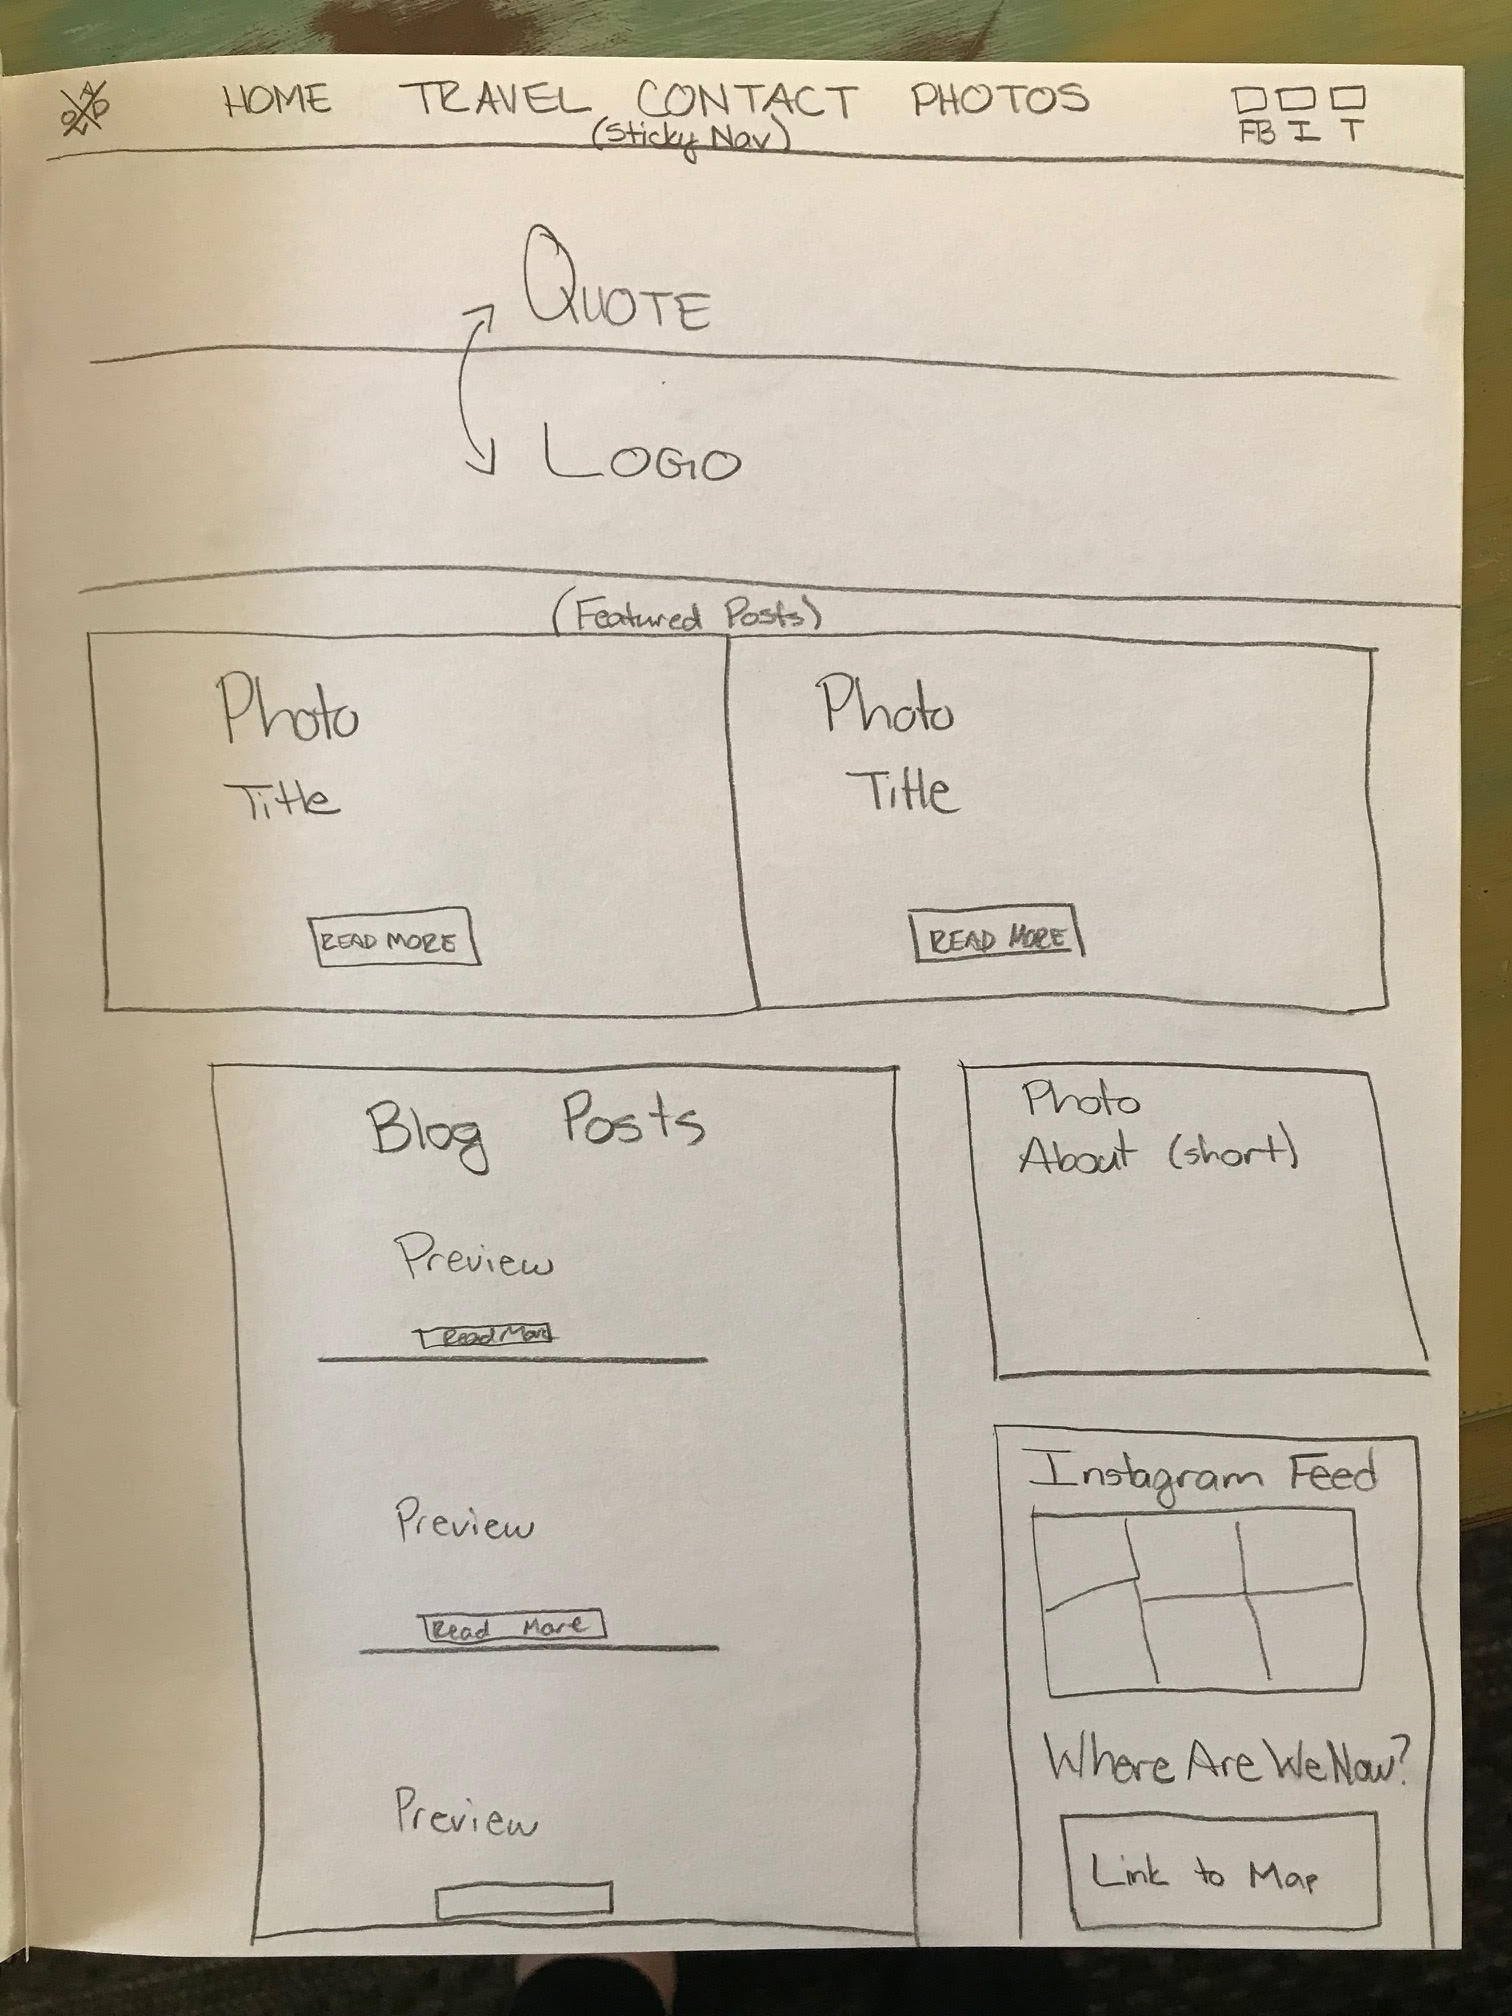 HOME TRAVEL CONTACT PHOTOS
(Sticky Nav)
FB I T
QUOTE
LOGO
(Featured Posts)
Photo
Title
READ MORE
Photo
Title
READ MORE
Blog Posts
Preview
Read More
Preview
Read More
Preview
Photo
About (short)
Instagram Feed
Where Are We Now?
Link to Map